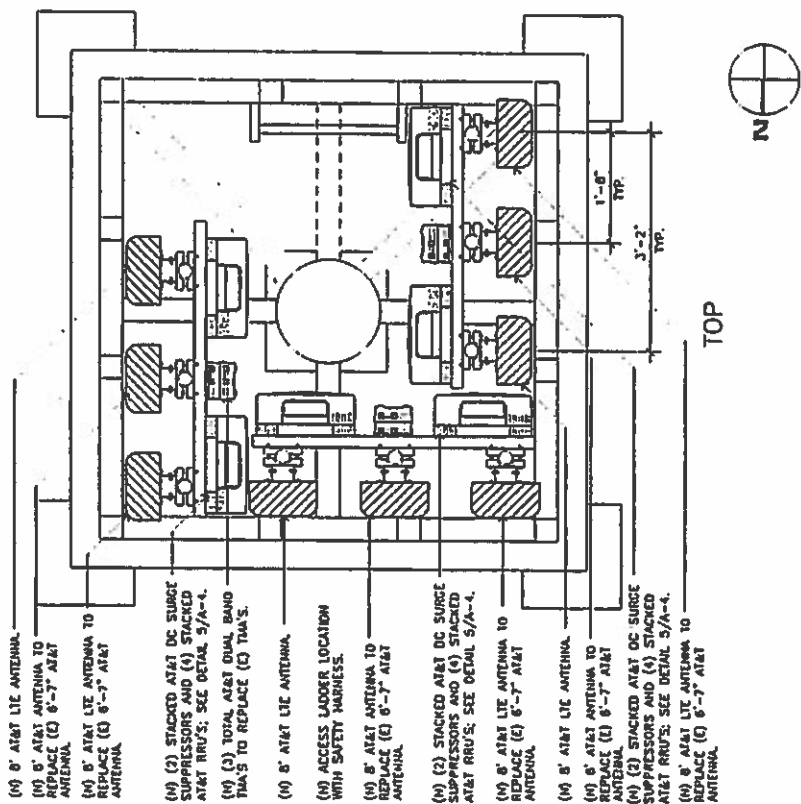 (N) 8' AT&T LTE ANTENNA.
(N) 8' AT&T ANTENNA TO
REPLACE (E) 6'-7" AT&T
ANTENNA.
(N) 8' AT&T LTE ANTENNA TO
REPLACE (E) 6'-7" AT&T
ANTENNA.
(N) (2) STACKED AT&T DC SURGE
SUPPRESSORS AND (4) STACKED
AT&T RRU'S; SEE DETAIL 5/A-4.
(N) (3) TOTAL AT&T DUAL BAND
TMA'S TO REPLACE (E) TMA'S.
(N) 8' AT&T LTE ANTENNA.
(N) ACCESS LADDER LOCATION
WITH SAFETY HARNESS.
(N) 8' AT&T ANTENNA TO
REPLACE (E) 6'-7" AT&T
ANTENNA.
(N) (2) STACKED AT&T DC SURGE
SUPPRESSORS AND (4) STACKED
AT&T RRU'S; SEE DETAIL 5/A-4.
(N) 8' AT&T LTE ANTENNA TO
REPLACE (E) 6'-7" AT&T
ANTENNA.
(N) 8' AT&T LTE ANTENNA.
(N) 8' AT&T ANTENNA TO
REPLACE (E) 6'-7" AT&T
ANTENNA.
(N) (2) STACKED AT&T DC SURGE
SUPPRESSORS AND (4) STACKED
AT&T RRU'S; SEE DETAIL 5/A-4.
(N) 8' AT&T LTE ANTENNA TO
REPLACE (E) 6'-7" AT&T
ANTENNA.
1'-8"
TYP.
3'-2"
TYP.
TOP
N